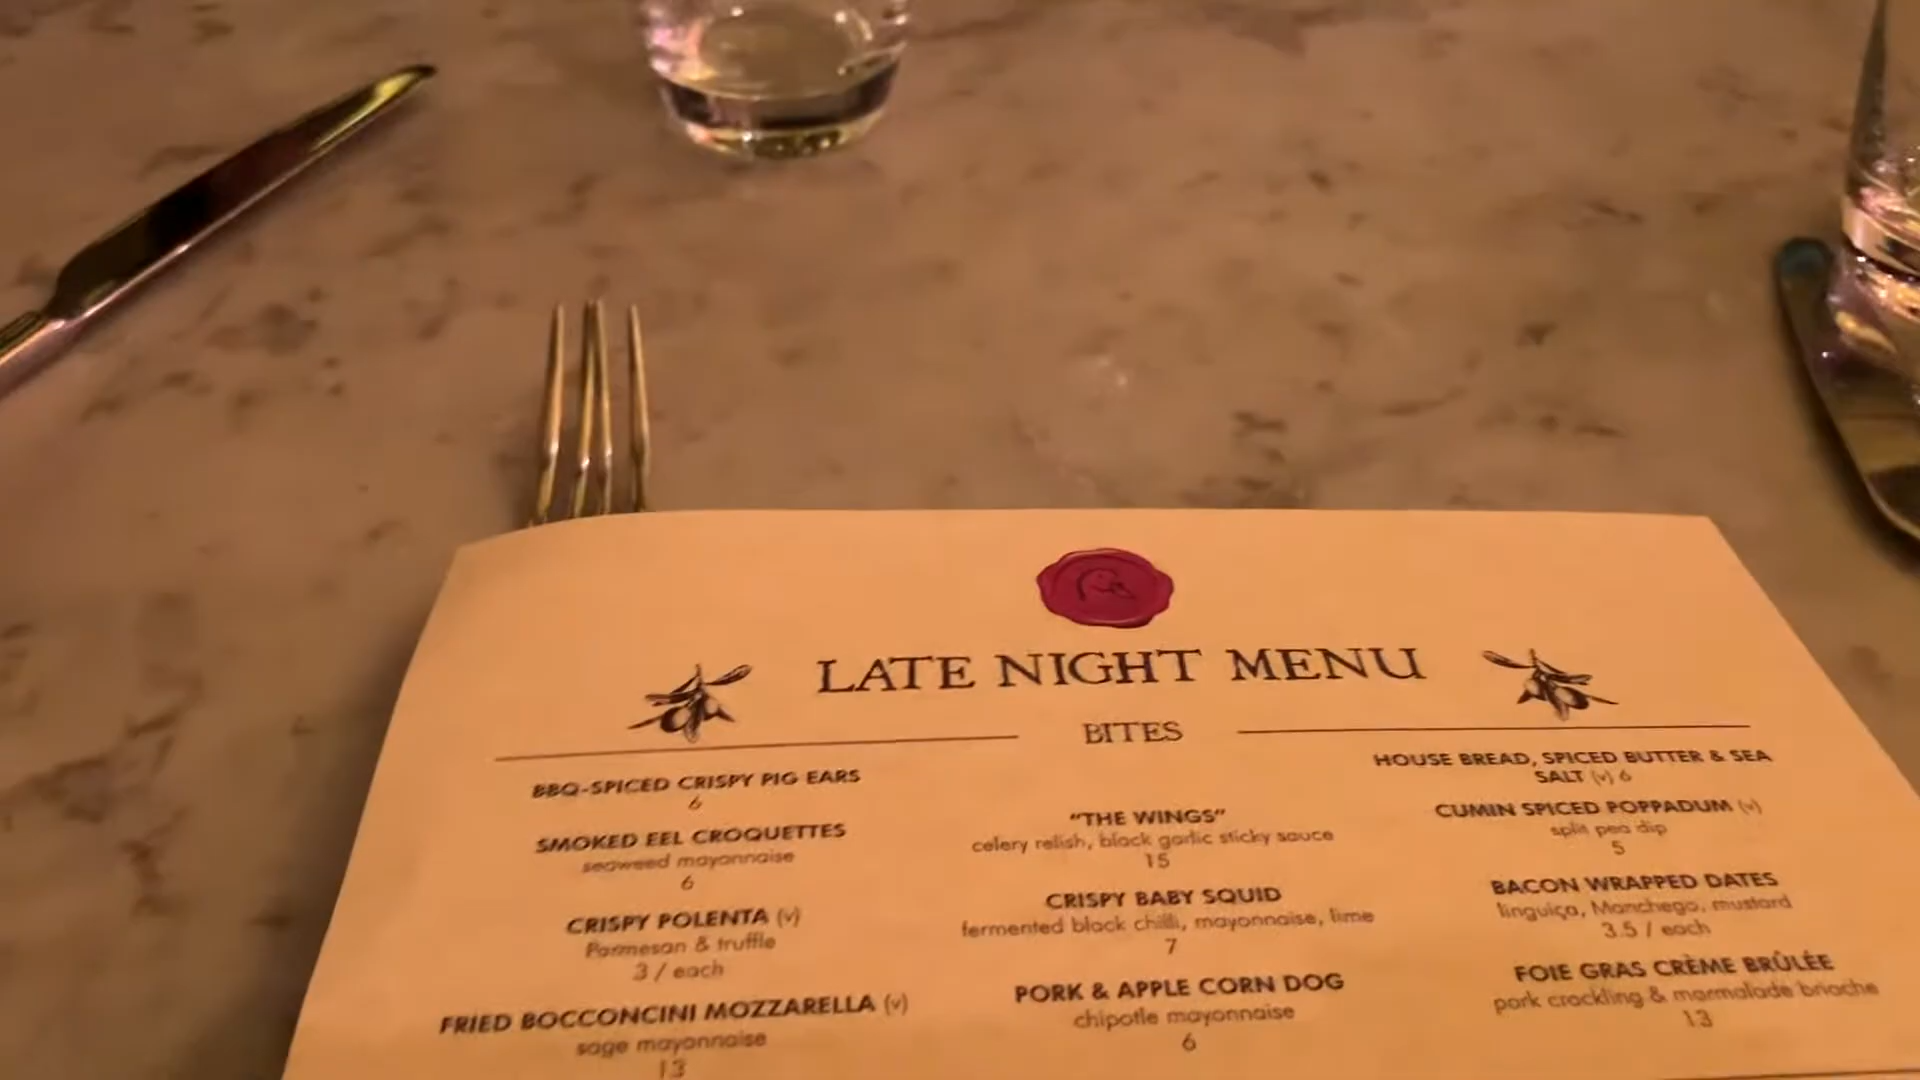 LATE NIGHT MENU
BITES
BBQ-SPICED CRISPY PIG EARS
6
SMOKED EEL CROQUETTES
seaweed mayonnaise
6
CRISPY POLENTA (v)
Parmesan & truffle
3 / each
FRIED BOCCONCINI MOZZARELLA (v)
sage mayonnaise
13
"THE WINGS"
celery relish, black garlic sticky sauce
15
CRISPY BABY SQUID
fermented black chilli, mayonnaise, lime
7
PORK & APPLE CORN DOG
chipotle mayonnaise
6
HOUSE BREAD, SPICED BUTTER & SEA
SALT (v) 6
CUMIN SPICED POPPADUM (v)
split pea dip
5
BACON WRAPPED DATES
linguiça, Manchego, mustard
3.5 / each
FOIE GRAS CRÈME BRÛLÉE
pork crackling & marmalade brioche
13